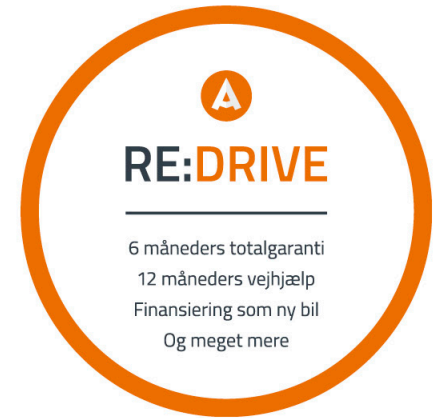 RE:DRIVE
6 måneders totalgaranti
12 måneders vejhjælp
Finansiering som ny bil
Og meget mere